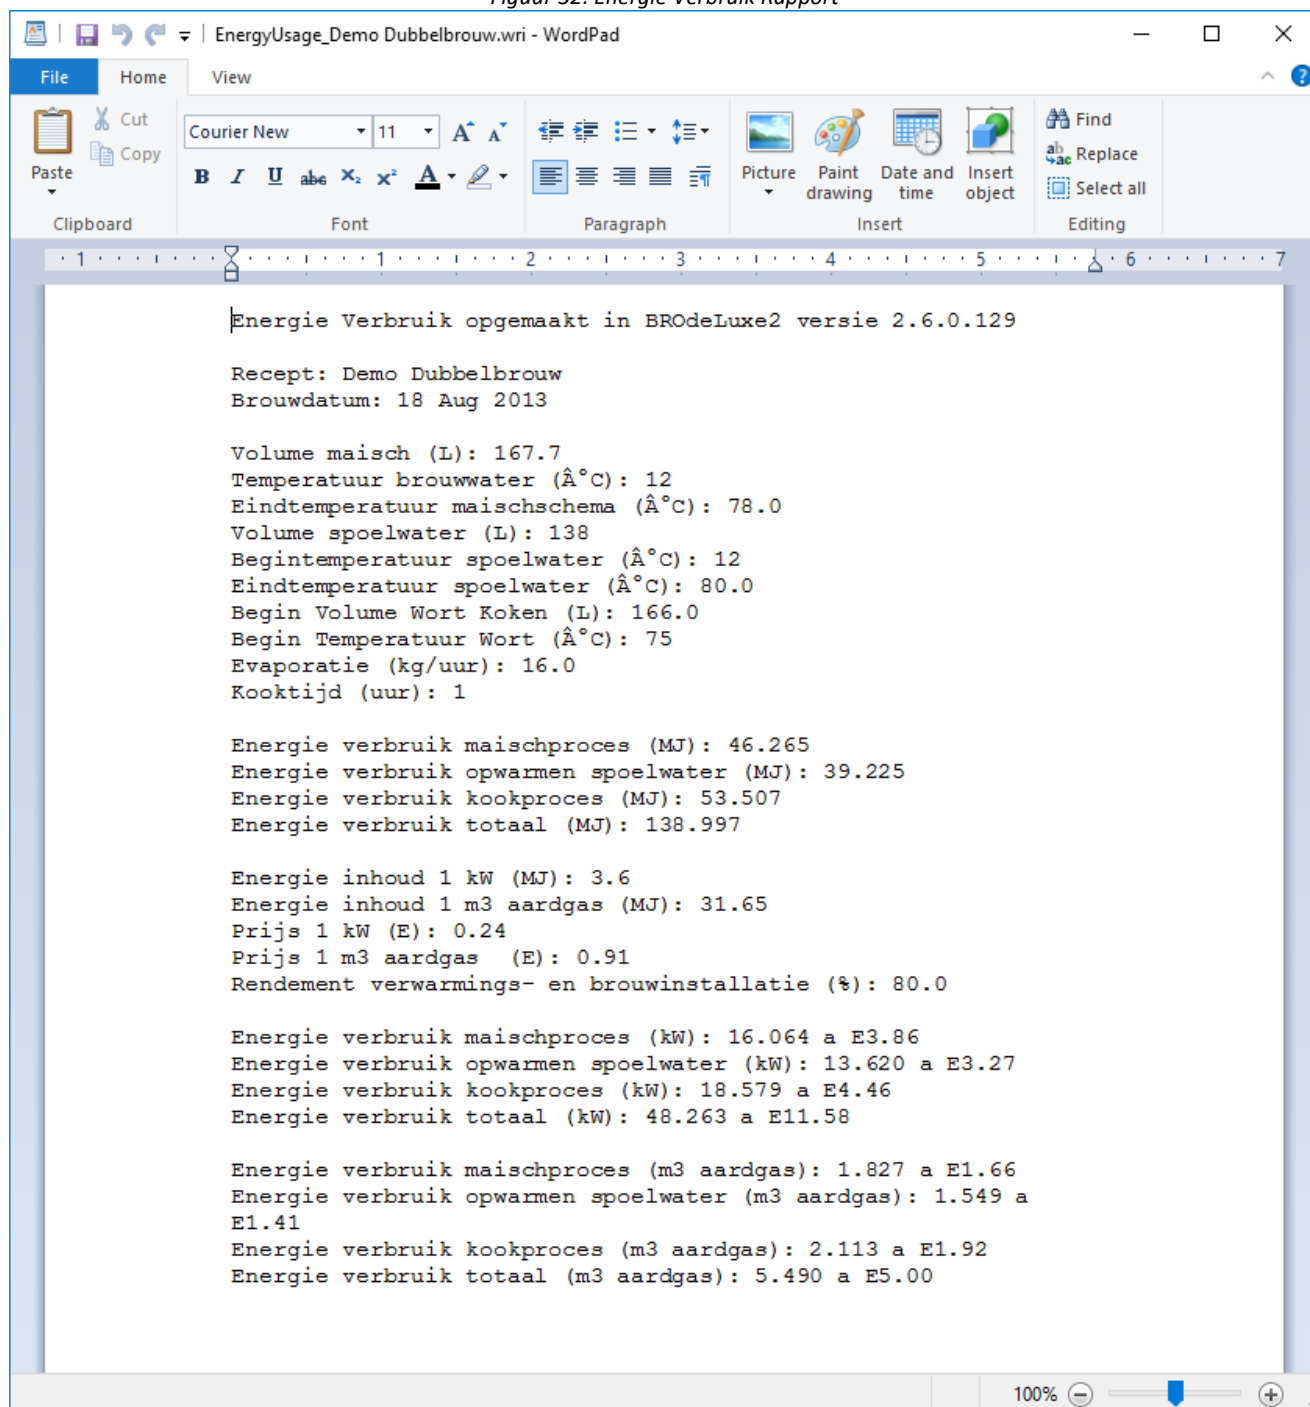 Figuur 32: Energie Verbruik Rapport
EnergyUsage_Demo Dubbelbrouw.wri - WordPad
File Home View
Paste
Cut
Copy
Clipboard
Courier New 11
B I U abc X₂ x² A
Font
Paragraph
Picture
Paint drawing
Date and time
Insert object
Insert
Find
Replace
Select all
Editing
1 1 2 3 4 5 6 7
Energie Verbruik opgemaakt in BROdeLuxe2 versie 2.6.0.129
Recept: Demo Dubbelbrouw
Brouwdatum: 18 Aug 2013
Volume maisch (L): 167.7
Temperatuur brouwwater (Â°C): 12
Eindtemperatuur maischschema (Â°C): 78.0
Volume spoelwater (L): 138
Begintemperatuur spoelwater (Â°C): 12
Eindtemperatuur spoelwater (Â°C): 80.0
Begin Volume Wort Koken (L): 166.0
Begin Temperatuur Wort (Â°C): 75
Evaporatie (kg/uur): 16.0
Kooktijd (uur): 1
Energie verbruik maischproces (MJ): 46.265
Energie verbruik opwarmen spoelwater (MJ): 39.225
Energie verbruik kookproces (MJ): 53.507
Energie verbruik totaal (MJ): 138.997
Energie inhoud 1 kW (MJ): 3.6
Energie inhoud 1 m3 aardgas (MJ): 31.65
Prijs 1 kW (E): 0.24
Prijs 1 m3 aardgas  (E): 0.91
Rendement verwarmings- en brouwinstallatie (%): 80.0
Energie verbruik maischproces (kW): 16.064 a E3.86
Energie verbruik opwarmen spoelwater (kW): 13.620 a E3.27
Energie verbruik kookproces (kW): 18.579 a E4.46
Energie verbruik totaal (kW): 48.263 a E11.58
Energie verbruik maischproces (m3 aardgas): 1.827 a E1.66
Energie verbruik opwarmen spoelwater (m3 aardgas): 1.549 a
E1.41
Energie verbruik kookproces (m3 aardgas): 2.113 a E1.92
Energie verbruik totaal (m3 aardgas): 5.490 a E5.00
100%